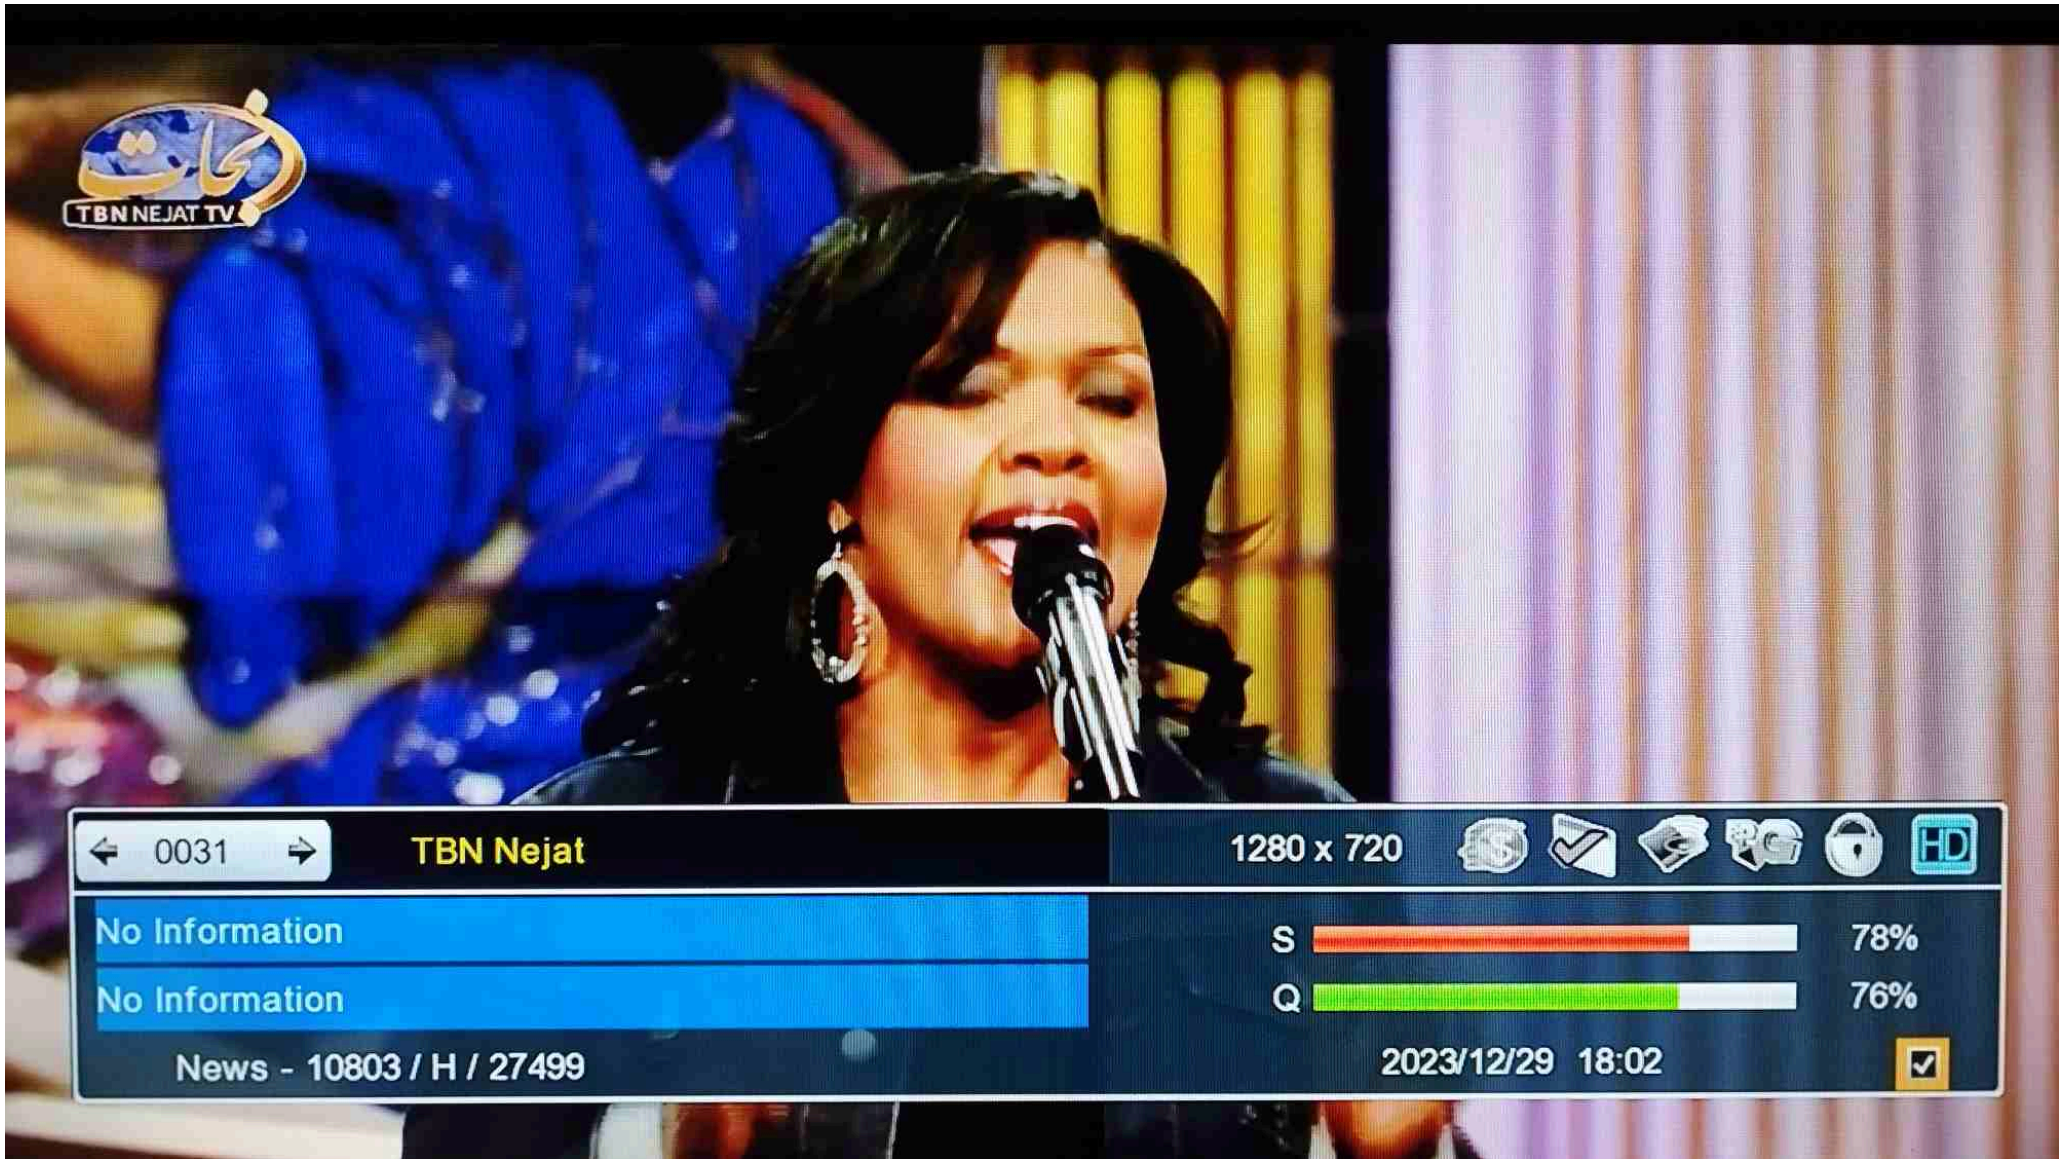 نجات
TBN NEJAT TV
0031 TBN Nejat 1280 x 720 HD
No Information S 78%
No Information Q 76%
News - 10803 / H / 27499 2023/12/29 18:02